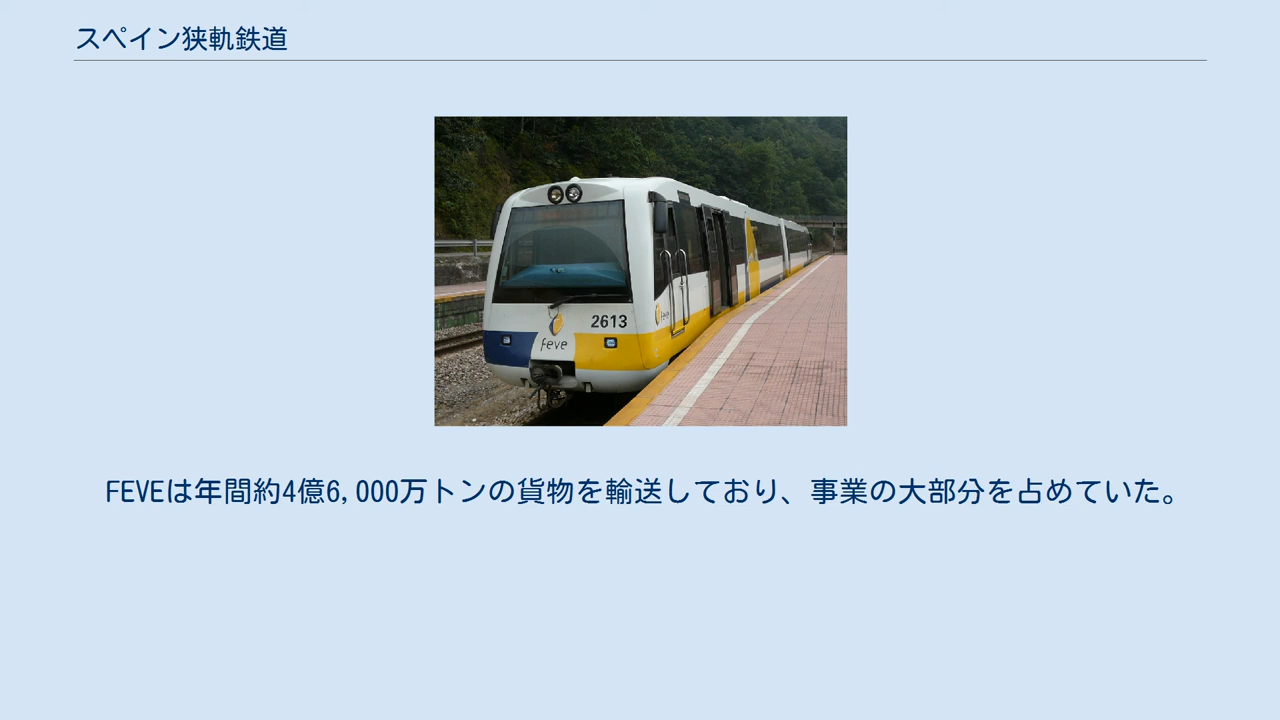 スペイン狭軌鉄道
2613
feve
feve
FEVEは年間約4億6,000万トンの貨物を輸送しており、事業の大部分を占めていた。